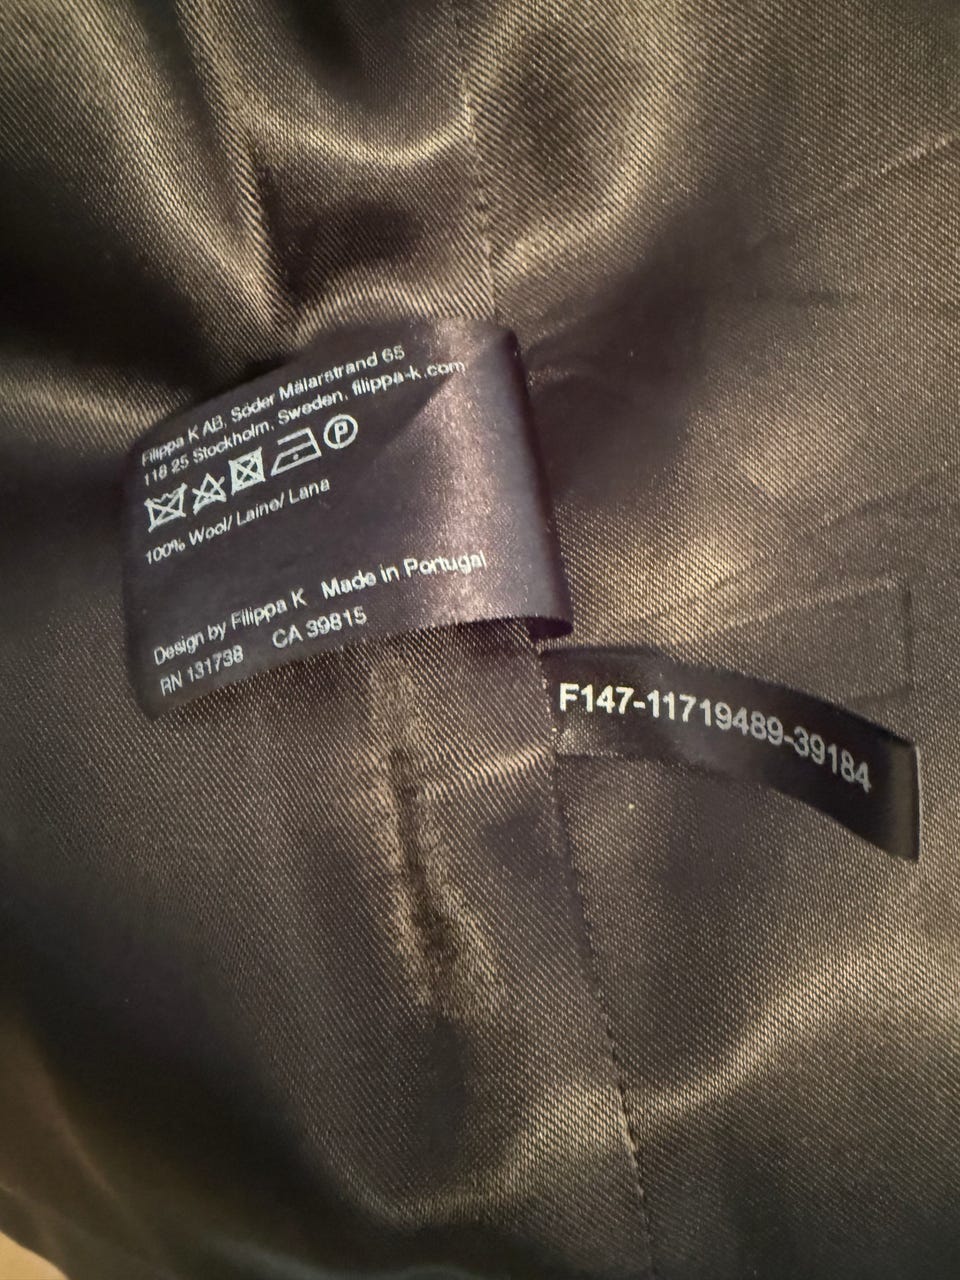 Filippa K AB, Söder Mälarstrand 65
118 25 Stockholm, Sweden, filippa-k.com
P
100% Wool/ Laine/ Lana
Design by Filippa K Made in Portugal
RN 131738 CA 39815
F147-11719489-39184